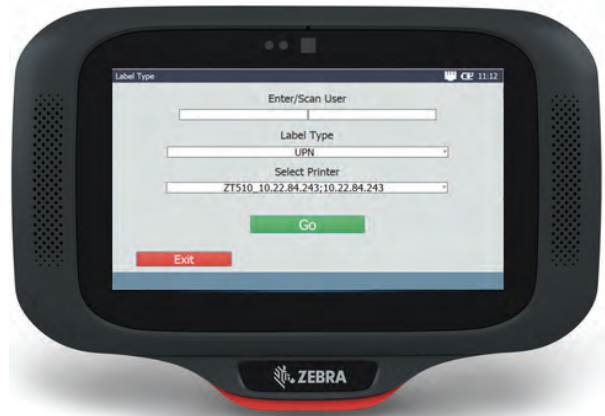 Label Type
11:12
Enter/Scan User
Label Type
UPN
Select Printer
ZT510_10.22.84.243;10.22.84.243
Go
Exit
ZEBRA